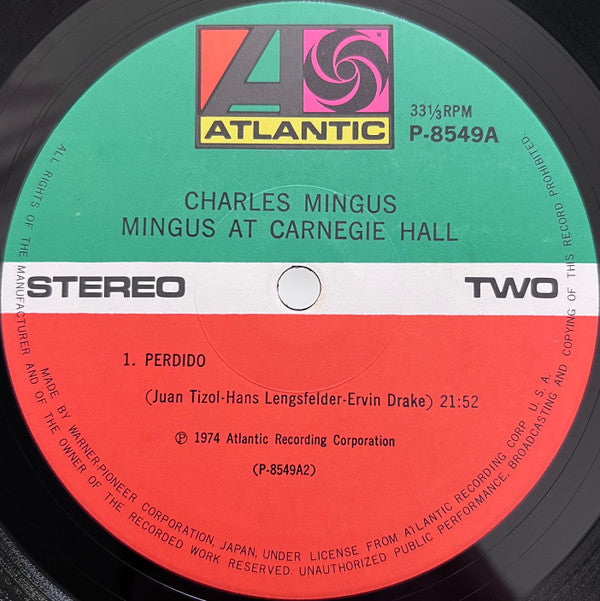 ATLANTIC
33⅓RPM
P-8549A
CHARLES MINGUS
MINGUS AT CARNEGIE HALL
STEREO
TWO
1. PERDIDO
(Juan Tizol-Hans Lengsfelder-Ervin Drake) 21:52
℗ 1974 Atlantic Recording Corporation
(P-8549A2)
MADE BY WARNER-PIONEER CORPORATION, JAPAN, UNDER LICENSE FROM ATLANTIC RECORDING CORP. U.S.A.
ALL RIGHTS OF THE MANUFACTURER AND OF THE OWNER OF THE RECORDED WORK RESERVED. UNAUTHORIZED PUBLIC PERFORMANCE, BROADCASTING AND COPYING OF THIS RECORD PROHIBITED.